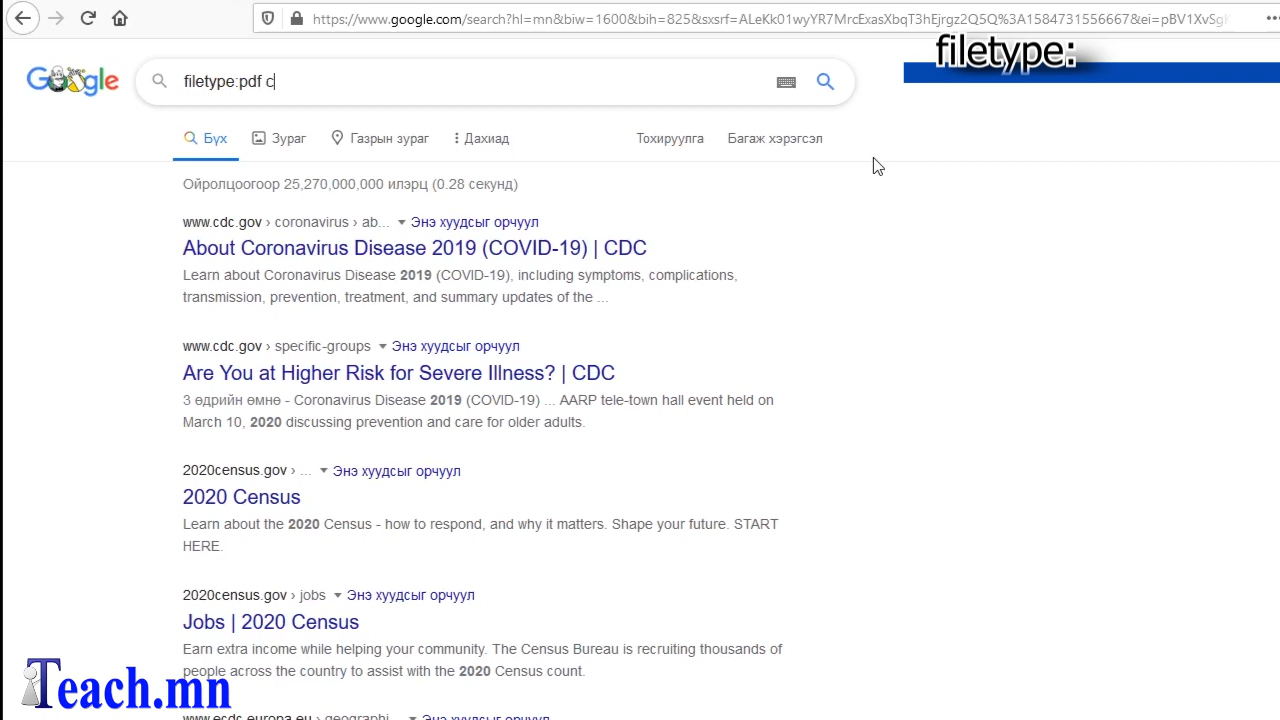 https://www.google.com/search?hl=mn&biw=1600&bih=825&sxsrf=ALeKk01wyYR7MrcExasXbqT3hEjrgz2Q5Q%3A1584731556667&ei=pBV1XvSgK
filetype:
Google
filetype:pdf c
Бүх
Зураг
Газрын зураг
Дахиад
Тохируулга
Багаж хэрэгсэл
Ойролцоогоор 25,270,000,000 илэрц (0.28 секунд)
www.cdc.gov › coronavirus › ab... Энэ хуудсыг орчуул
About Coronavirus Disease 2019 (COVID-19) | CDC
Learn about Coronavirus Disease 2019 (COVID-19), including symptoms, complications,
transmission, prevention, treatment, and summary updates of the ...
www.cdc.gov › specific-groups Энэ хуудсыг орчуул
Are You at Higher Risk for Severe Illness? | CDC
3 өдрийн өмнө - Coronavirus Disease 2019 (COVID-19) ... AARP tele-town hall event held on
March 10, 2020 discussing prevention and care for older adults.
2020census.gov › ... Энэ хуудсыг орчуул
2020 Census
Learn about the 2020 Census - how to respond, and why it matters. Shape your future. START
HERE.
2020census.gov › jobs Энэ хуудсыг орчуул
Jobs | 2020 Census
Earn extra income while helping your community. The Census Bureau is recruiting thousands of
people across the country to assist with the 2020 Census count.
Teach.mn
www.ecdc.europa.eu › geographi... Энэ хуудсыг орчуул